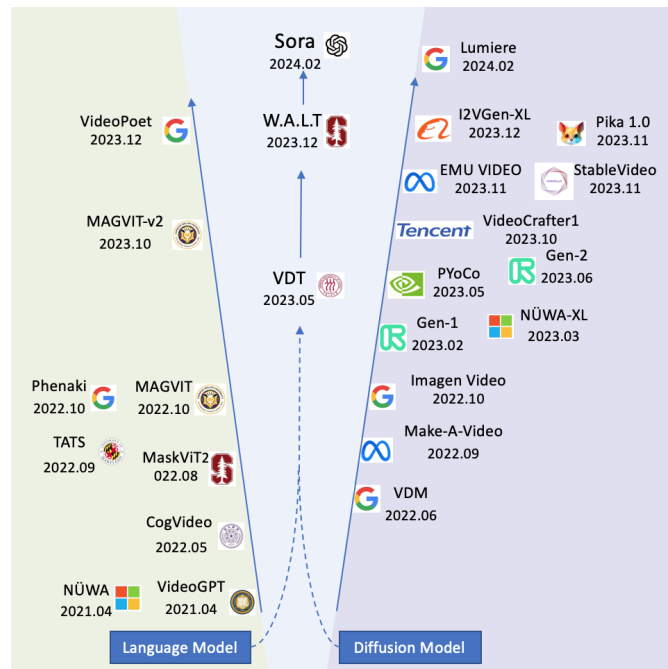 Sora
2024.02
Lumiere
2024.02
VideoPoet
2023.12
W.A.L.T
2023.12
I2VGen-XL
2023.12
Pika 1.0
2023.11
EMU VIDEO
2023.11
StableVideo
2023.11
MAGVIT-v2
2023.10
Tencent
VideoCrafter1
2023.10
Gen-2
2023.06
VDT
2023.05
PYoCo
2023.05
Gen-1
2023.02
NÜWA-XL
2023.03
Phenaki
2022.10
MAGVIT
2022.10
Imagen Video
2022.10
TATS
2022.09
MaskViT2
022.08
Make-A-Video
2022.09
VDM
2022.06
CogVideo
2022.05
NÜWA
2021.04
VideoGPT
2021.04
Language Model
Diffusion Model